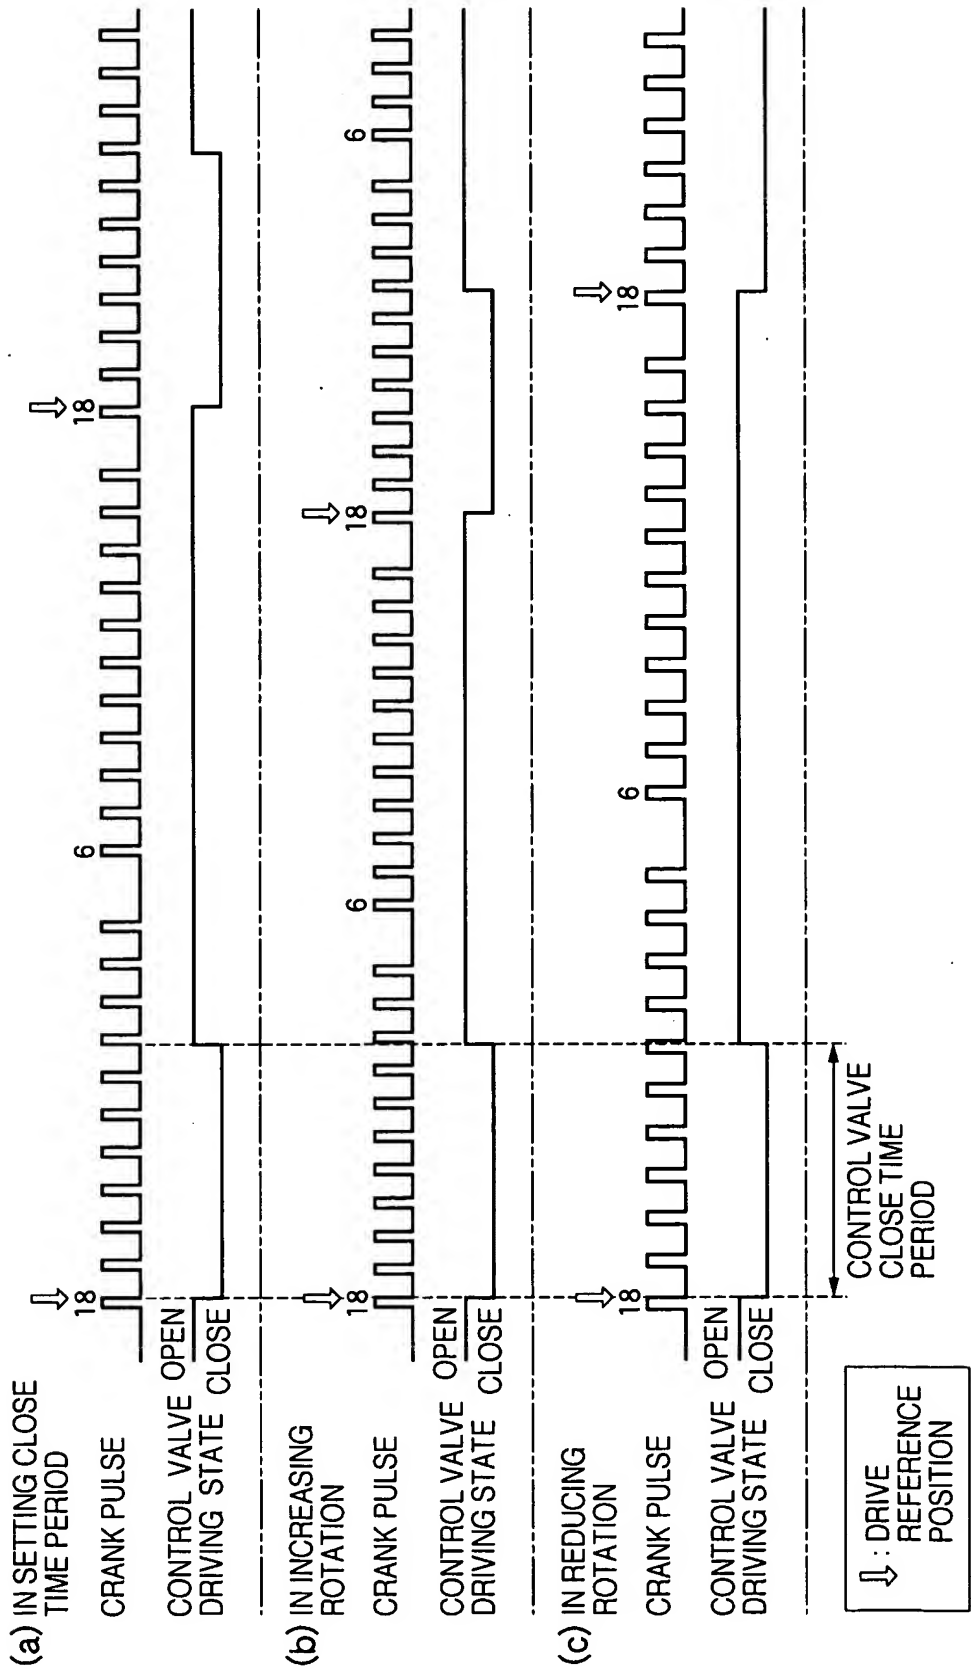 (a) IN SETTING CLOSE
TIME PERIOD
CRANK PULSE
18
6
18
CONTROL VALVE
DRIVING STATE
OPEN
CLOSE
(b) IN INCREASING
ROTATION
CRANK PULSE
18
6
18
6
CONTROL VALVE
DRIVING STATE
OPEN
CLOSE
(c) IN REDUCING
ROTATION
CRANK PULSE
18
6
18
CONTROL VALVE
DRIVING STATE
OPEN
CLOSE
CONTROL VALVE
CLOSE TIME
PERIOD
: DRIVE
REFERENCE
POSITION